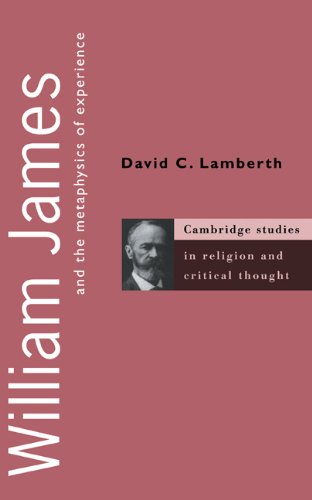 William James
and the metaphysics of experience
David C. Lamberth
Cambridge studies
in religion and
critical thought